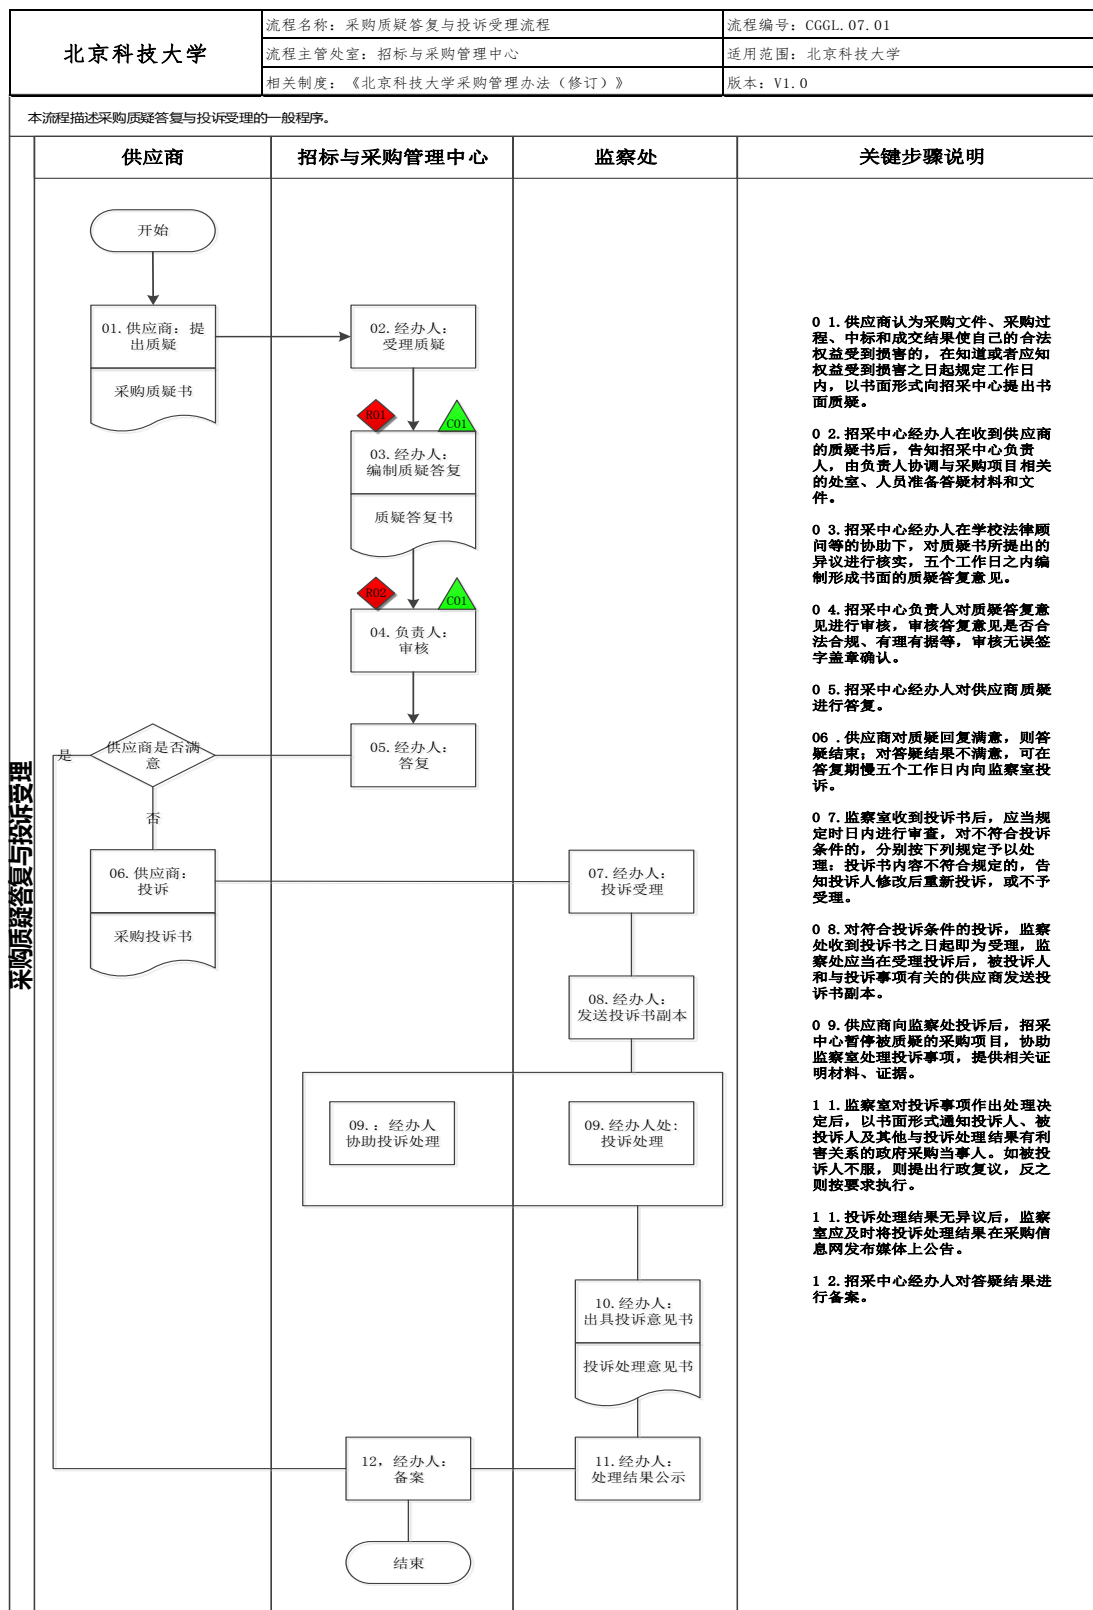 北京科技大学
流程名称: 采购质疑答复与投诉受理流程
流程编号: CGGL.07.01
流程主管处室: 招标与采购管理中心
适用范围: 北京科技大学
相关制度: 《北京科技大学采购管理办法（修订）》
版本: V1.0
本流程描述采购质疑答复与投诉受理的一般程序。
供应商
招标与采购管理中心
监察处
关键步骤说明
采购质疑答复与投诉受理
开始
01.供应商: 提
出质疑
采购质疑书
02.经办人:
受理质疑
R01
C01
03.经办人:
编制质疑答复
质疑答复书
R02
C01
04.负责人:
审核
05.经办人:
答复
供应商是否满
意
是
否
06.供应商:
投诉
采购投诉书
07.经办人:
投诉受理
08.经办人:
发送投诉书副本
09.: 经办人
协助投诉处理
09.经办人处:
投诉处理
10.经办人:
出具投诉意见书
投诉处理意见书
11.经办人:
处理结果公示
12, 经办人:
备案
结束
0 1.供应商认为采购文件、采购过
程、中标和成交结果使自己的合法
权益受到损害的，在知道或者应知
权益受到损害之日起规定工作日
内，以书面形式向招采中心提出书
面质疑。
0 2.招采中心经办人在收到供应商
的质疑书后，告知招采中心负责
人，由负责人协调与采购项目相关
的处室、人员准备答疑材料和文
件。
0 3.招采中心经办人在学校法律顾
问等的协助下，对质疑书所提出的
异议进行核实，五个工作日之内编
制形成书面的质疑答复意见。
0 4.招采中心负责人对质疑答复意
见进行审核，审核答复意见是否合
法合规、有理有据等，审核无误签
字盖章确认。
0 5.招采中心经办人对供应商质疑
进行答复。
06 .供应商对质疑回复满意，则答
疑结束；对答疑结果不满意，可在
答复期慢五个工作日内向监察室投
诉。
0 7.监察室收到投诉书后，应当规
定时日内进行审查，对不符合投诉
条件的，分别按下列规定予以处
理：投诉书内容不符合规定的，告
知投诉人修改后重新投诉，或不予
受理。
0 8.对符合投诉条件的投诉，监察
处收到投诉书之日起即为受理，监
察处应当在受理投诉后，被投诉人
和与投诉事项有关的供应商发送投
诉书副本。
0 9.供应商向监察处投诉后，招采
中心暂停被质疑的采购项目，协助
监察室处理投诉事项，提供相关证
明材料、证据。
1 1.监察室对投诉事项作出处理决
定后，以书面形式通知投诉人、被
投诉人及其他与投诉处理结果有利
害关系的政府采购当事人。如被投
诉人不服，则提出行政复议，反之
则按要求执行。
1 1.投诉处理结果无异议后，监察
室应及时将投诉处理结果在采购信
息网发布媒体上公告。
1 2.招采中心经办人对答疑结果进
行备案。